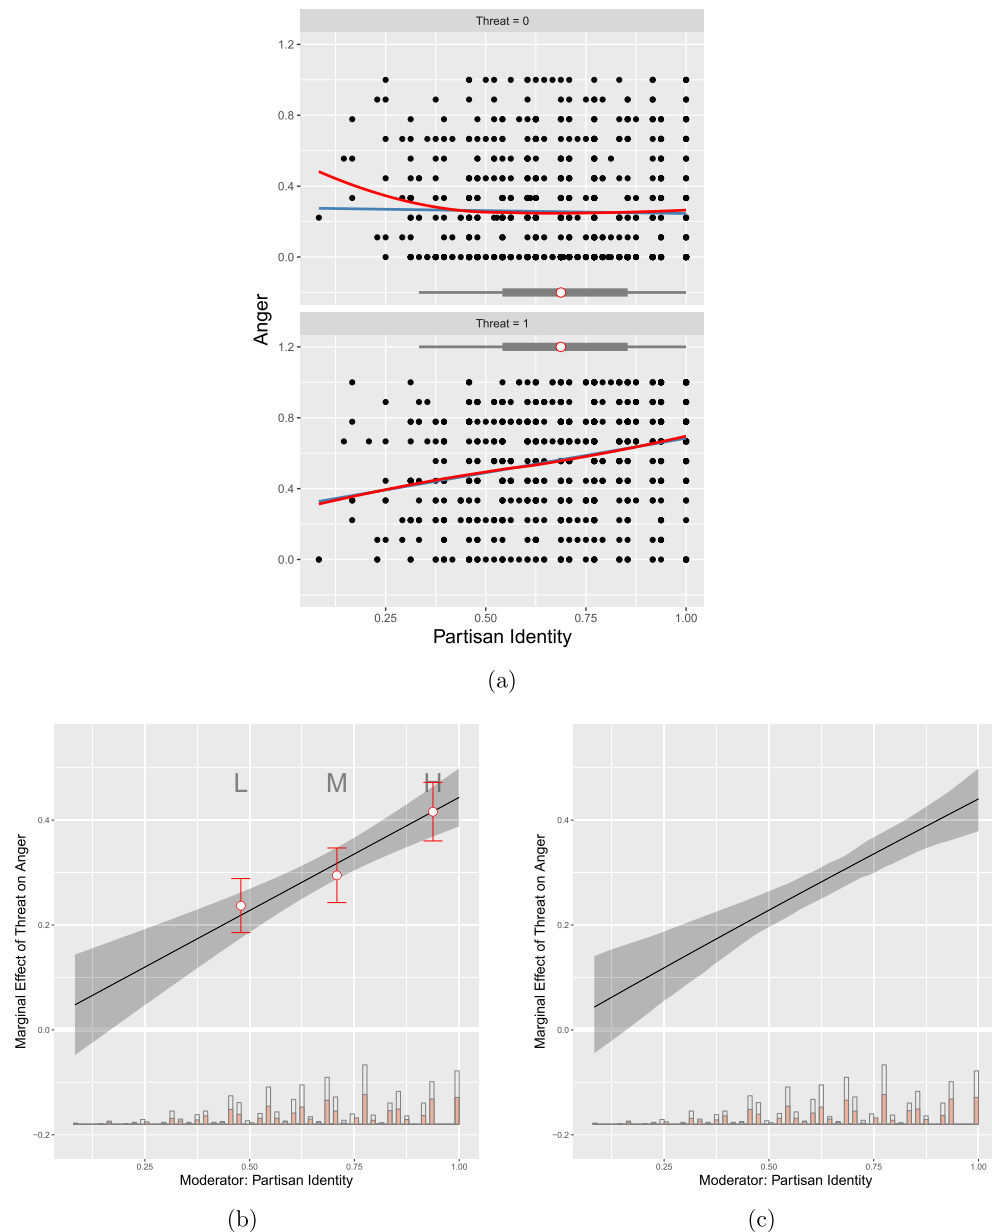 Threat = 0
1.2
0.8
0.4
0.0
Anger
Threat = 1
1.2
0.8
0.4
0.0
0.25 0.50 0.75 1.00
Partisan Identity
(a)
L M H
0.4
0.2
0.0
−0.2
Marginal Effect of Threat on Anger
0.25 0.50 0.75 1.00
Moderator: Partisan Identity
(b)
0.4
0.2
0.0
−0.2
Marginal Effect of Threat on Anger
0.25 0.50 0.75 1.00
Moderator: Partisan Identity
(c)